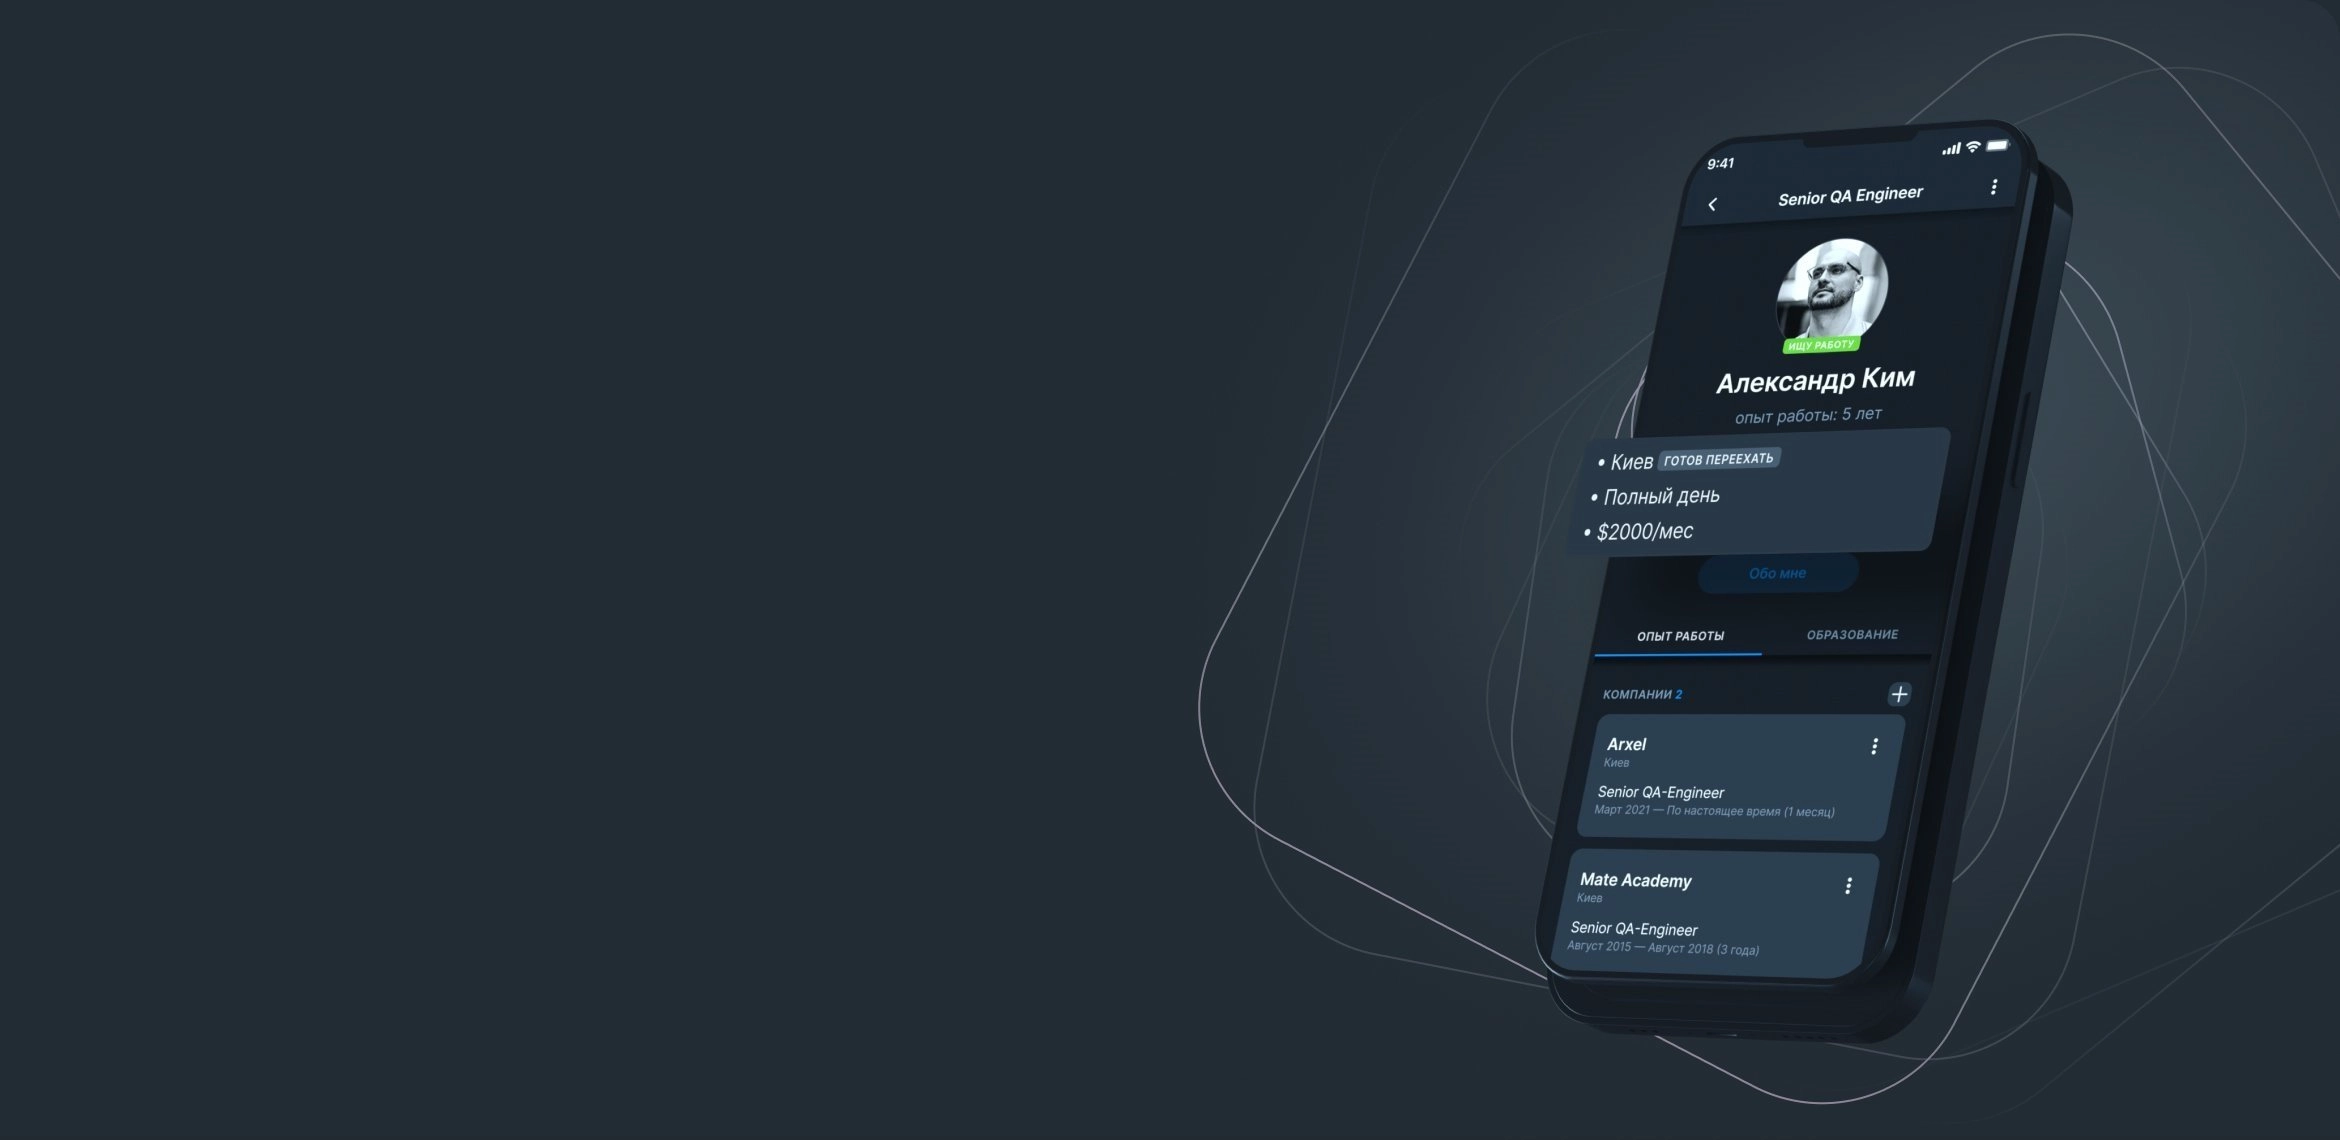 9:41
Senior QA Engineer
ИЩУ РАБОТУ
Александр Ким
опыт работы: 5 лет
• Киев ГОТОВ ПЕРЕЕХАТЬ
• Полный день
• $2000/мес
Обо мне
ОПЫТ РАБОТЫ ОБРАЗОВАНИЕ
КОМПАНИИ 2
Arxel
Киев
Senior QA-Engineer
Март 2021 — По настоящее время (1 месяц)
Mate Academy
Киев
Senior QA-Engineer
Август 2015 — Август 2018 (3 года)